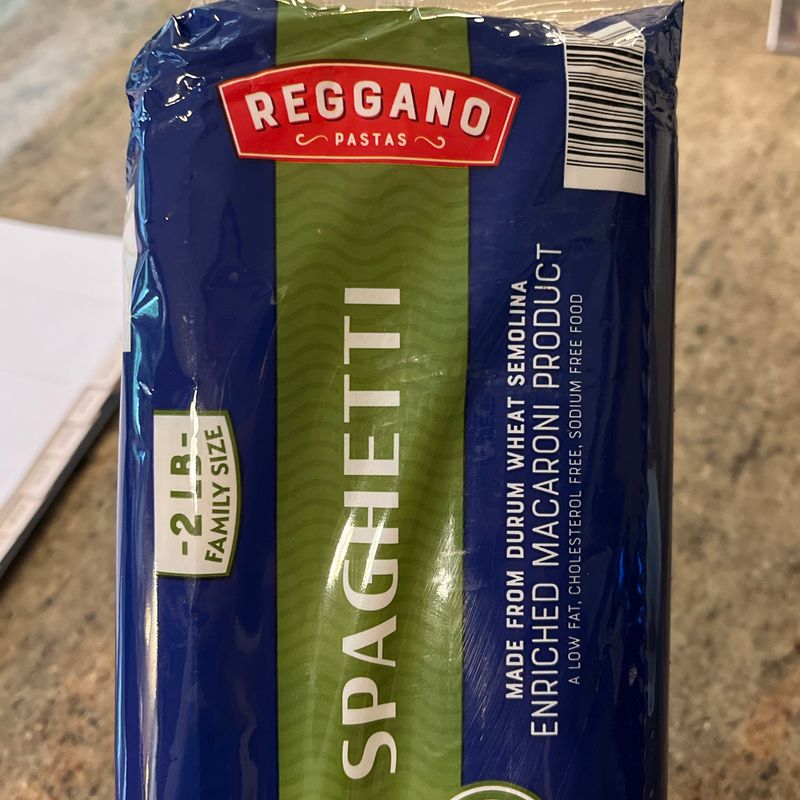 REGGANO
PASTAS
SPAGHETTI
-2 LB-
FAMILY SIZE
MADE FROM DURUM WHEAT SEMOLINA
ENRICHED MACARONI PRODUCT
A LOW FAT, CHOLESTEROL FREE, SODIUM FREE FOOD